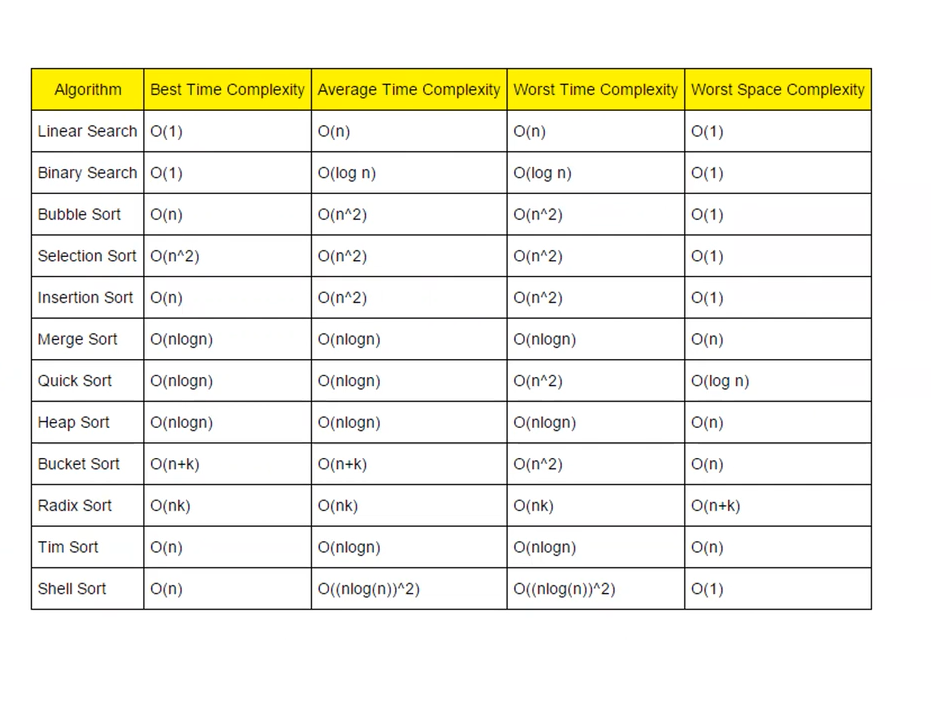 Algorithm Best Time Complexity Average Time Complexity Worst Time Complexity Worst Space Complexity
Linear Search O(1) O(n) O(n) O(1)
Binary Search O(1) O(log n) O(log n) O(1)
Bubble Sort O(n) O(n^2) O(n^2) O(1)
Selection Sort O(n^2) O(n^2) O(n^2) O(1)
Insertion Sort O(n) O(n^2) O(n^2) O(1)
Merge Sort O(nlogn) O(nlogn) O(nlogn) O(n)
Quick Sort O(nlogn) O(nlogn) O(n^2) O(log n)
Heap Sort O(nlogn) O(nlogn) O(nlogn) O(n)
Bucket Sort O(n+k) O(n+k) O(n^2) O(n)
Radix Sort O(nk) O(nk) O(nk) O(n+k)
Tim Sort O(n) O(nlogn) O(nlogn) O(n)
Shell Sort O(n) O((nlog(n))^2) O((nlog(n))^2) O(1)